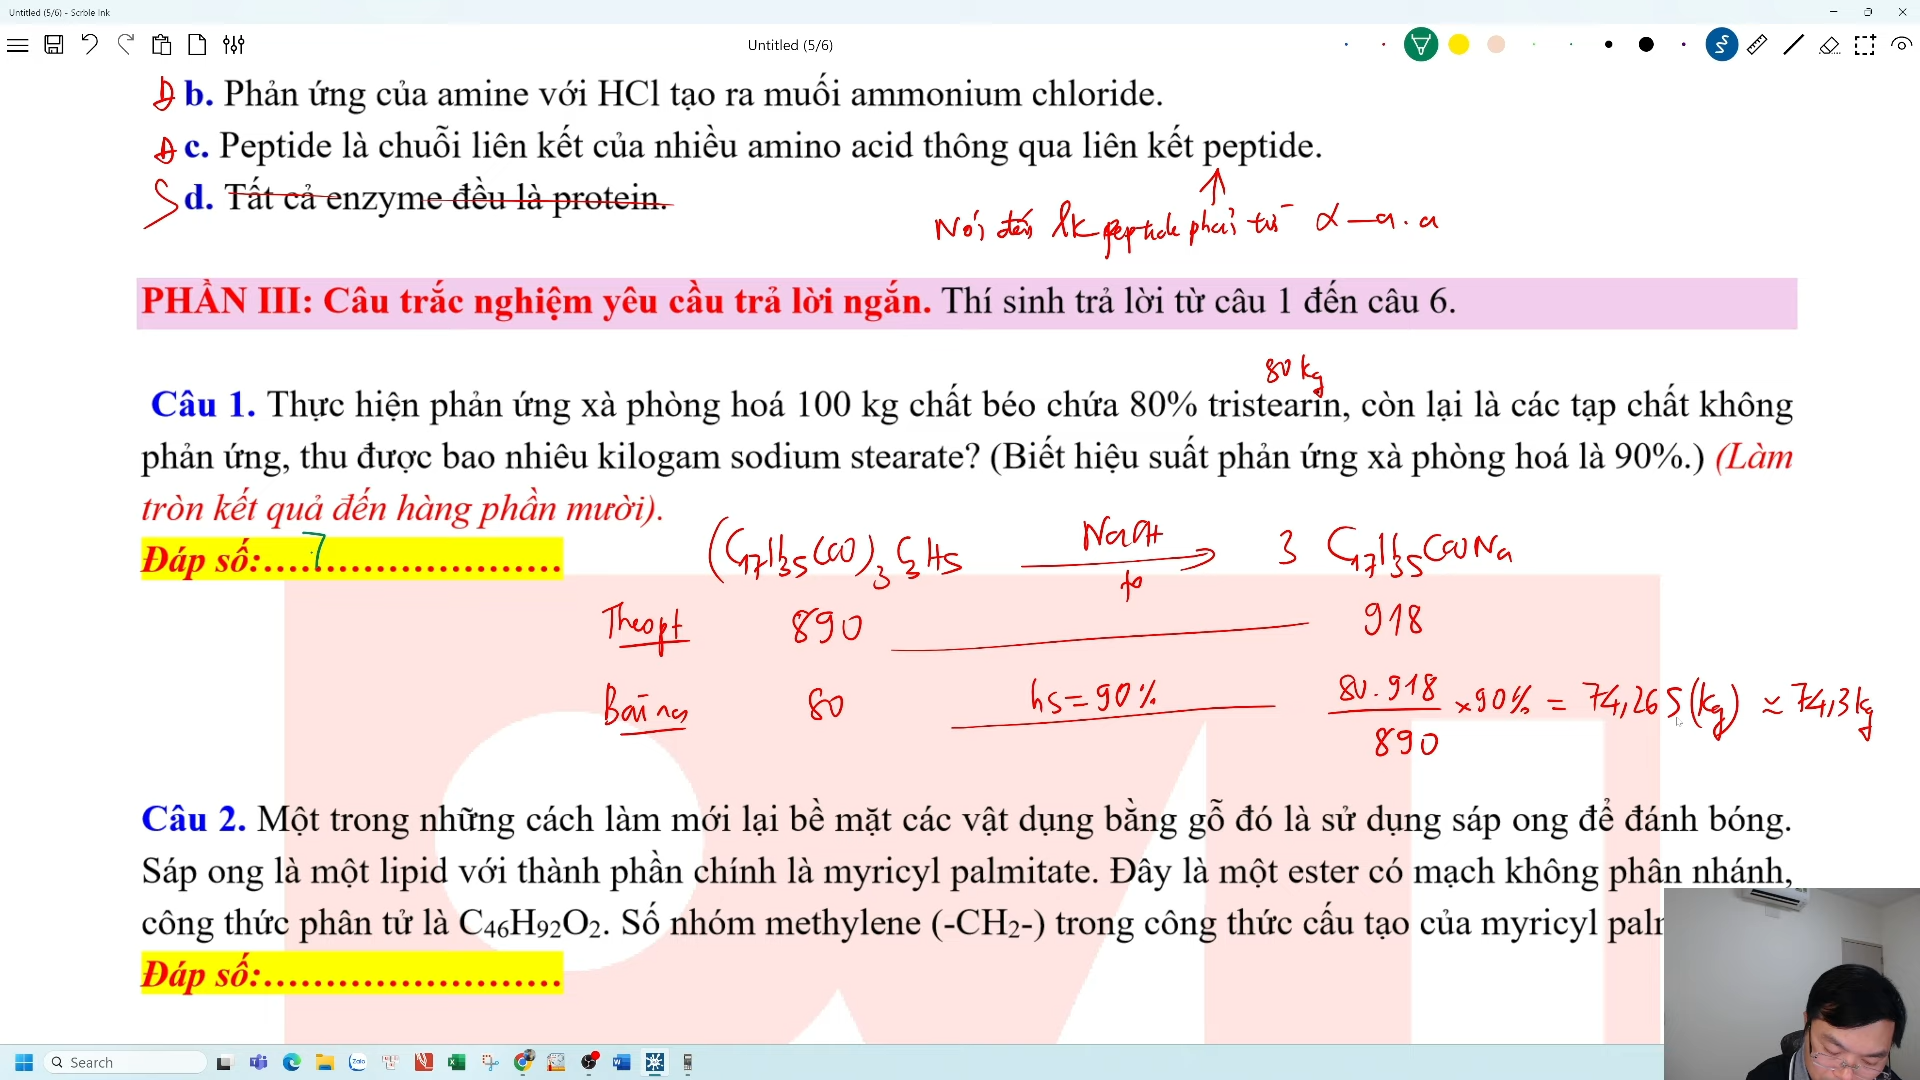 Untitled (5/6) - Scrble Ink
Untitled (5/6)
Đ b. Phản ứng của amine với HCl tạo ra muối ammonium chloride.
Đ c. Peptide là chuỗi liên kết của nhiều amino acid thông qua liên kết peptide.
S d. Tất cả enzyme đều là protein.
Nói đến lk peptide phải từ α-a.a
PHẦN III: Câu trắc nghiệm yêu cầu trả lời ngắn. Thí sinh trả lời từ câu 1 đến câu 6.
80 kg
Câu 1. Thực hiện phản ứng xà phòng hoá 100 kg chất béo chứa 80% tristearin, còn lại là các tạp chất không
phản ứng, thu được bao nhiêu kilogam sodium stearate? (Biết hiệu suất phản ứng xà phòng hoá là 90%.) (Làm
tròn kết quả đến hàng phần mười).
Đáp số:....7........................
(C17H35COO)3C3H5 NaOH t° → 3 C17H35COONa
Theo pt 890 918
Bài ra 80 hs = 90% 80.918/890 × 90% = 74,265 (kg) ≈ 74,3 kg
Câu 2. Một trong những cách làm mới lại bề mặt các vật dụng bằng gỗ đó là sử dụng sáp ong để đánh bóng.
Sáp ong là một lipid với thành phần chính là myricyl palmitate. Đây là một ester có mạch không phân nhánh,
công thức phân tử là C46H92O2. Số nhóm methylene (-CH2-) trong công thức cấu tạo của myricyl
Đáp số:............................
Search